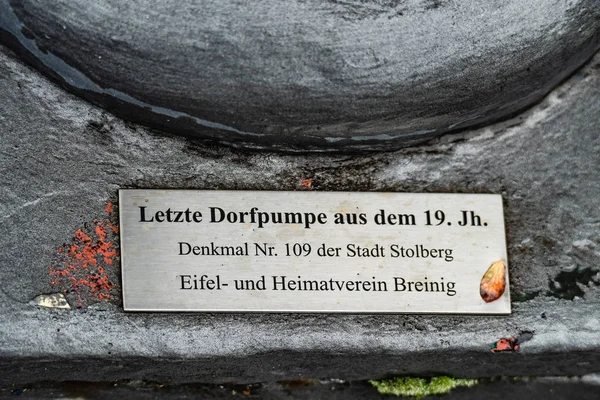 Letzte Dorfpumpe aus dem 19. Jh.
Denkmal Nr. 109 der Stadt Stolberg
Eifel- und Heimatverein Breinig